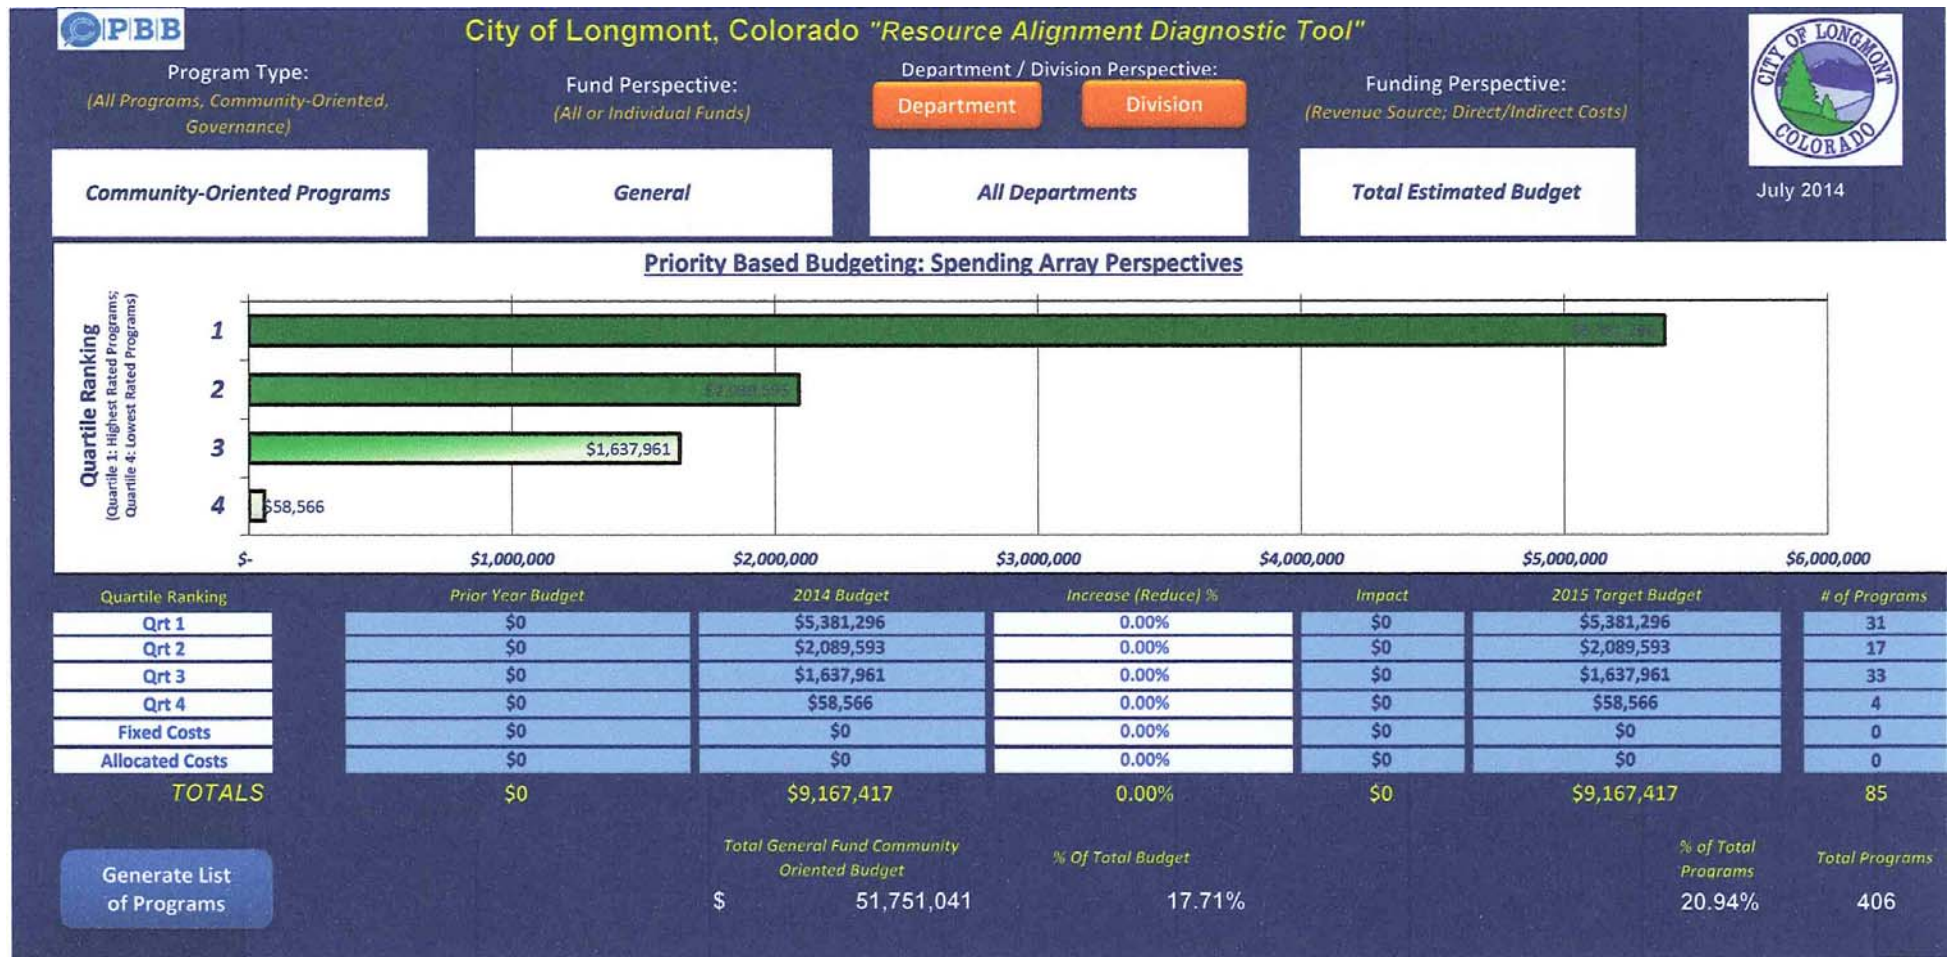 PBB
City of Longmont, Colorado "Resource Alignment Diagnostic Tool"
CITY OF LONGMONT
COLORADO
July 2014
Program Type:
(All Programs, Community-Oriented,
Governance)
Fund Perspective:
(All or Individual Funds)
Department / Division Perspective:
Department Division
Funding Perspective:
(Revenue Source; Direct/Indirect Costs)
Community-Oriented Programs
General
All Departments
Total Estimated Budget
Priority Based Budgeting: Spending Array Perspectives
Quartile Ranking
(Quartile 1: Highest Rated Programs;
Quartile 4: Lowest Rated Programs)
1
2
3 $1,637,961
4 $58,566
$- $1,000,000 $2,000,000 $3,000,000 $4,000,000 $5,000,000 $6,000,000
Quartile Ranking Prior Year Budget 2014 Budget Increase (Reduce) % Impact 2015 Target Budget # of Programs
Qrt 1 $0 $5,381,296 0.00% $0 $5,381,296 31
Qrt 2 $0 $2,089,593 0.00% $0 $2,089,593 17
Qrt 3 $0 $1,637,961 0.00% $0 $1,637,961 33
Qrt 4 $0 $58,566 0.00% $0 $58,566 4
Fixed Costs $0 $0 0.00% $0 $0 0
Allocated Costs $0 $0 0.00% $0 $0 0
TOTALS $0 $9,167,417 0.00% $0 $9,167,417 85
Generate List
of Programs
Total General Fund Community
Oriented Budget
$ 51,751,041
% Of Total Budget
17.71%
% of Total
Programs
20.94%
Total Programs
406